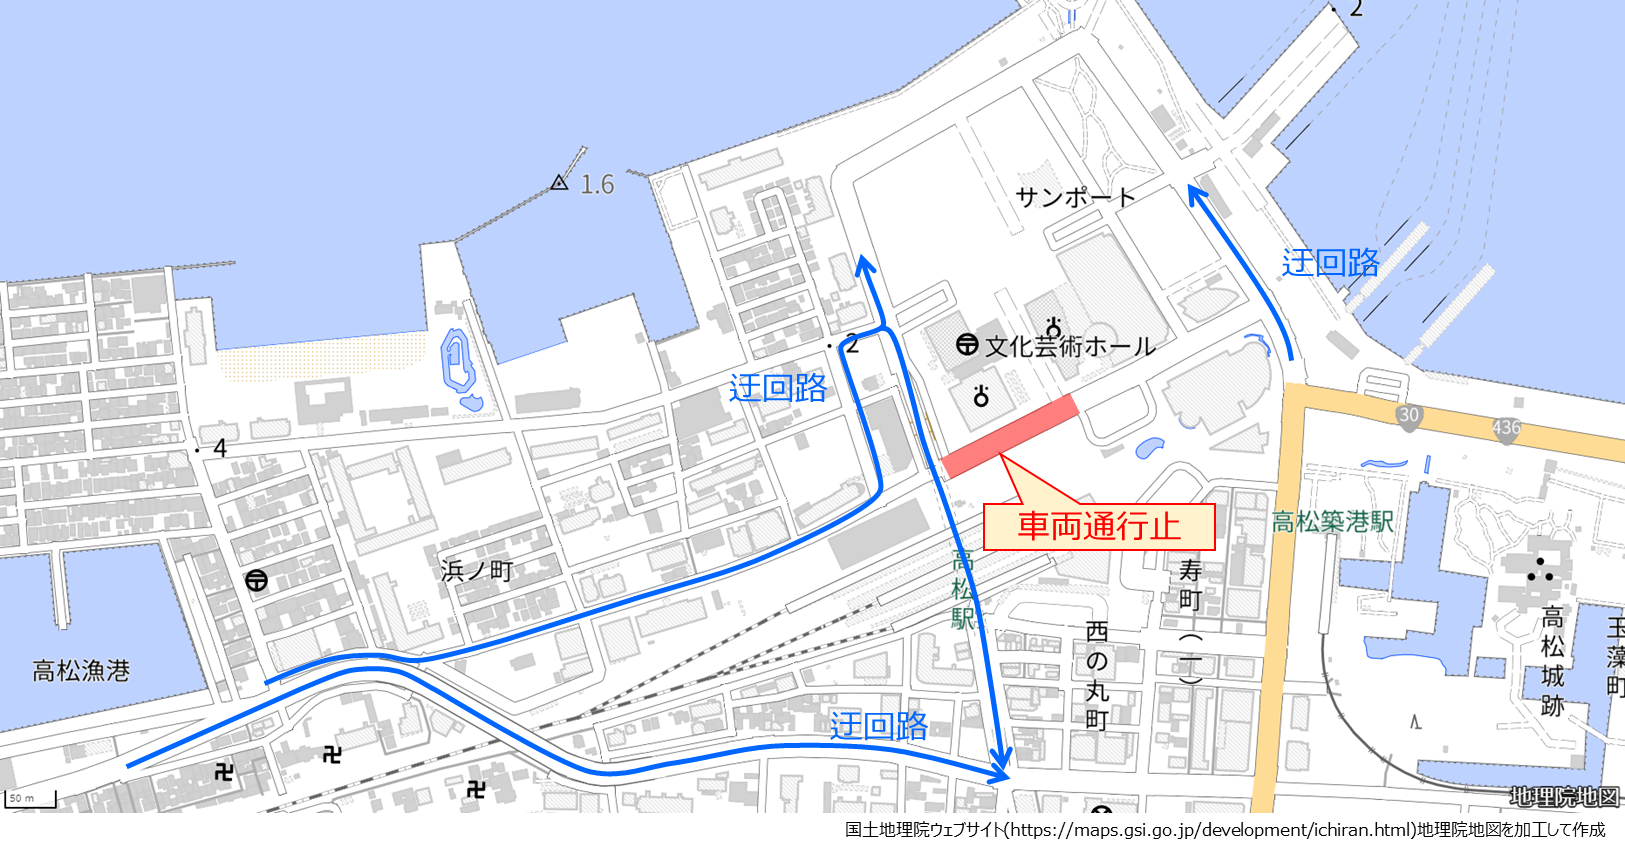 2
1.6
サンポート
迂回路
2
文化芸術ホール
迂回路
30
436
4
車両通行止
高松築港駅
高松駅
浜ノ町
寿町(一)
西の丸町
高松城跡
玉藻町
高松漁港
迂回路
50 m
地理院地図
国土地理院ウェブサイト(https://maps.gsi.go.jp/development/ichiran.html)地理院地図を加工して作成